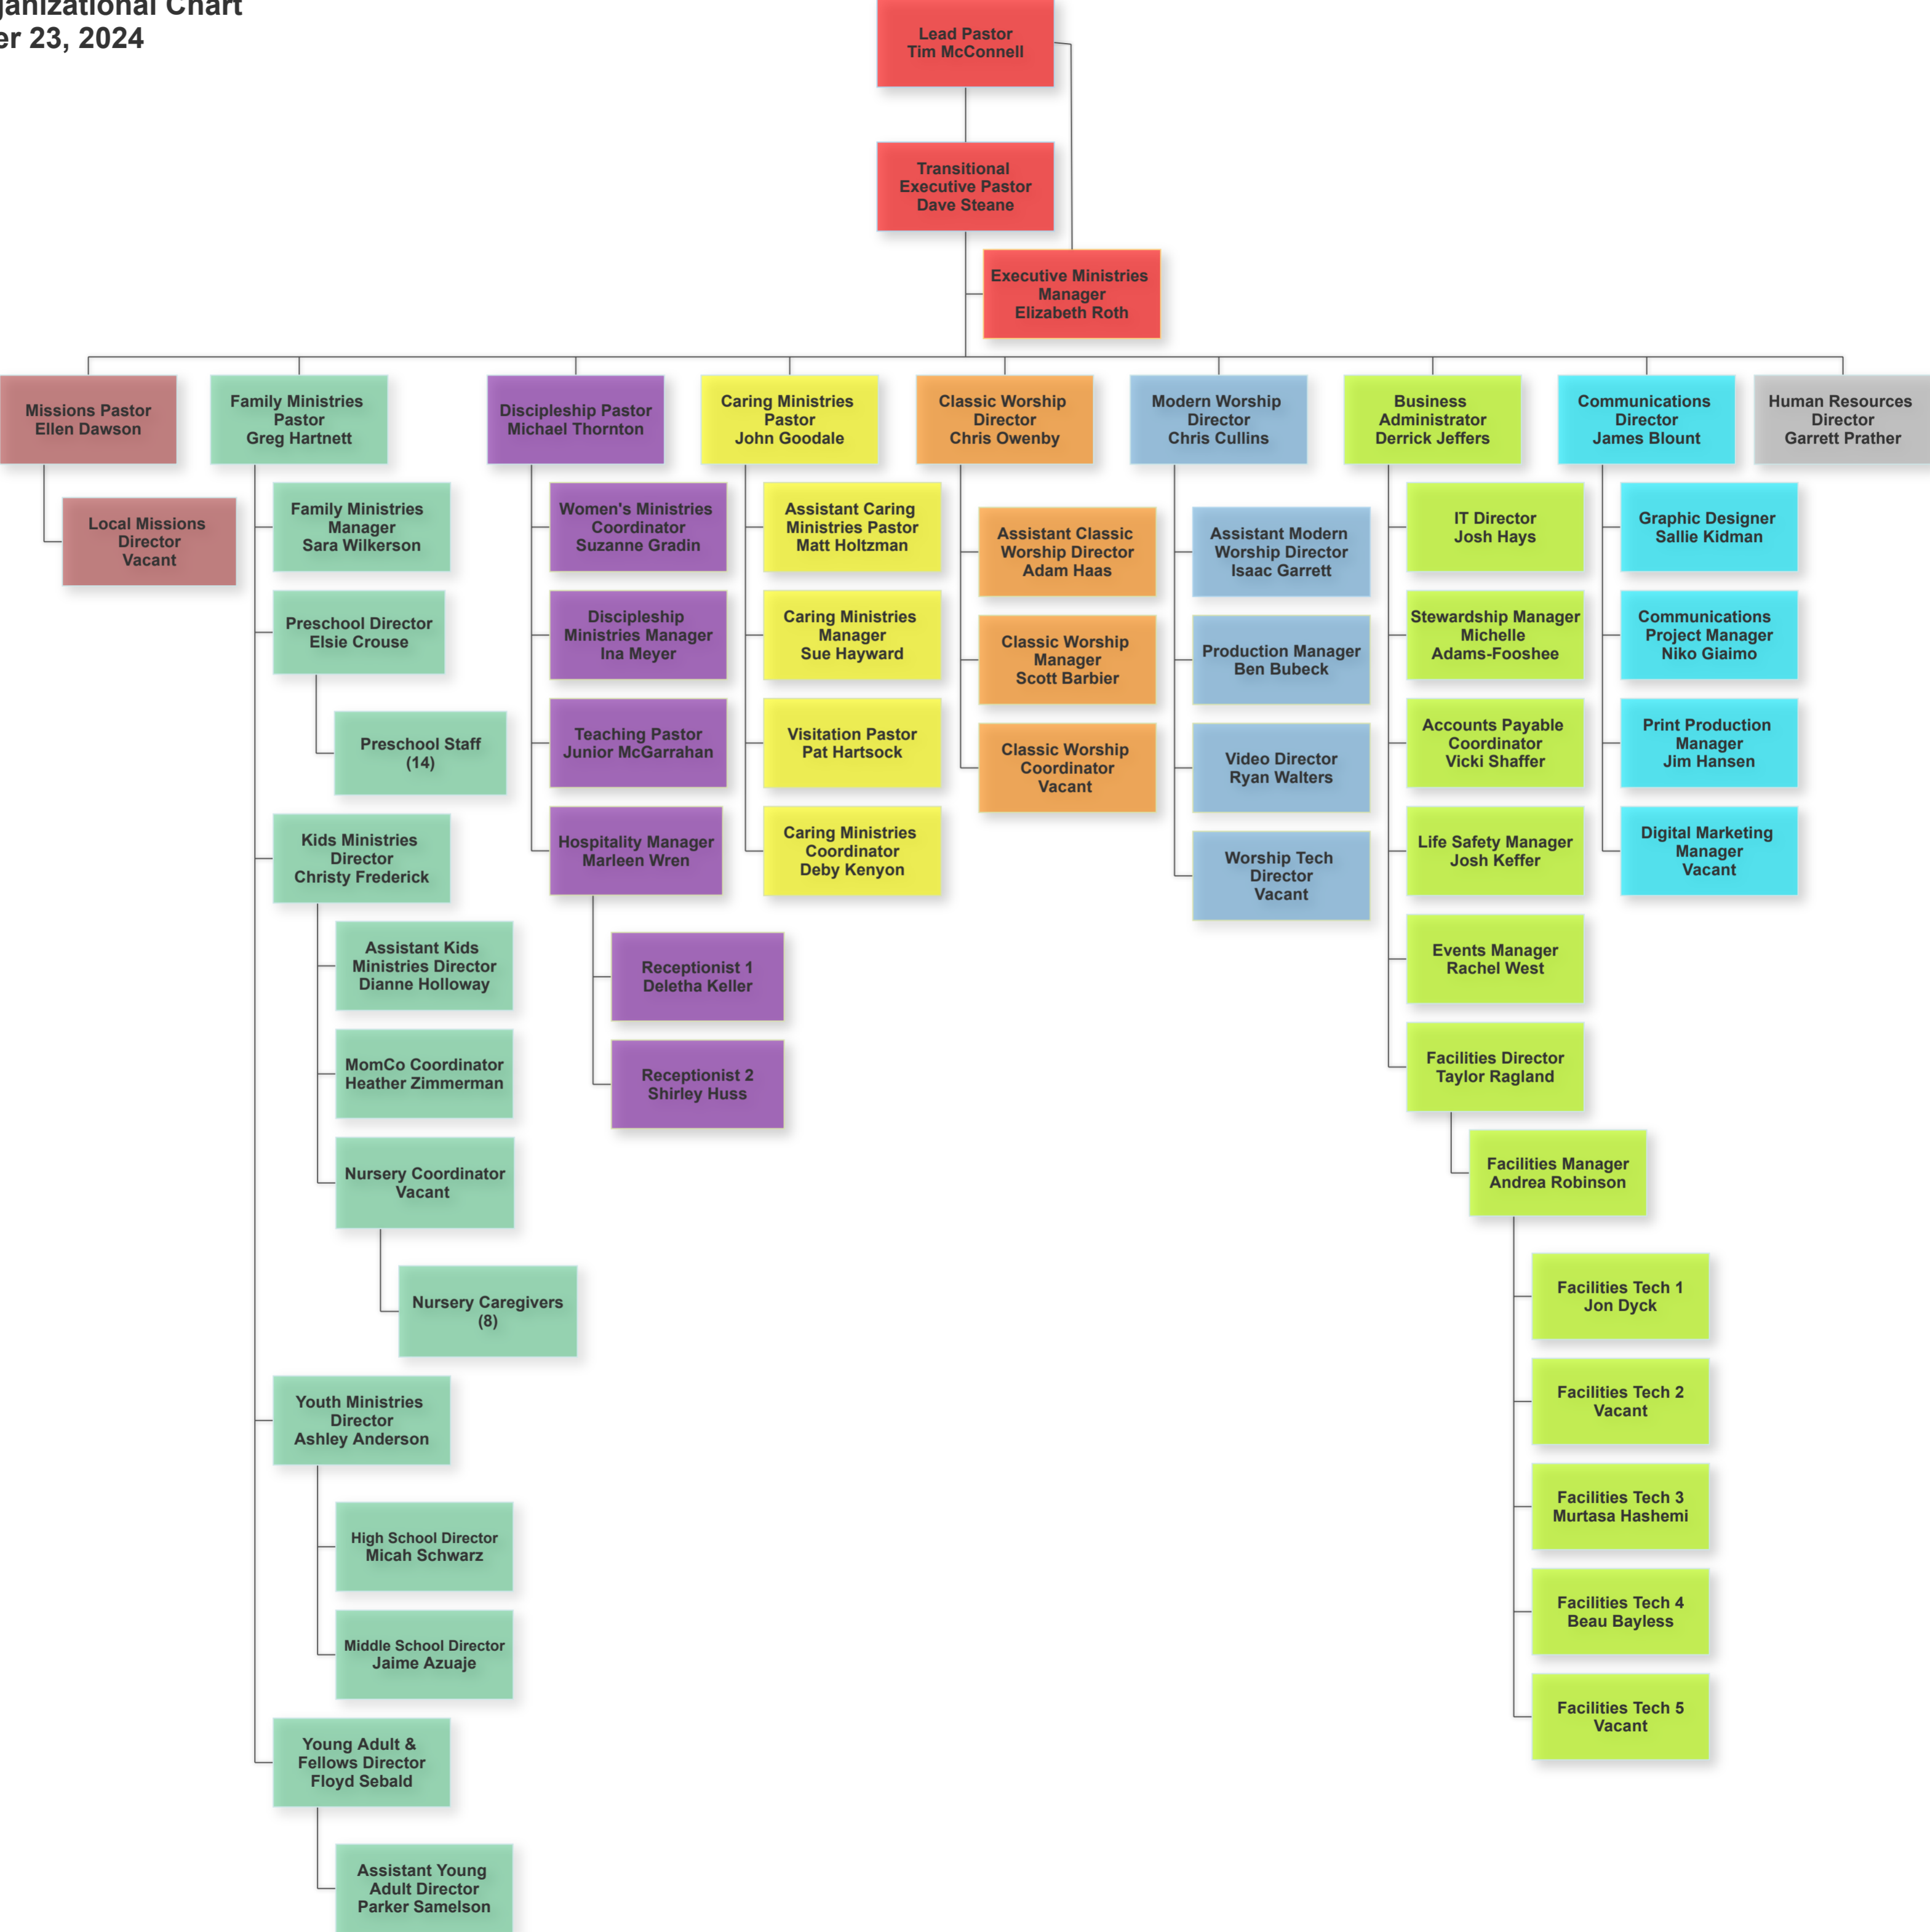 ganizational Chart
er 23, 2024
Lead Pastor
Tim McConnell
Transitional
Executive Pastor
Dave Steane
Executive Ministries
Manager
Elizabeth Roth
Missions Pastor
Ellen Dawson
Local Missions
Director
Vacant
Family Ministries
Pastor
Greg Hartnett
Family Ministries
Manager
Sara Wilkerson
Preschool Director
Elsie Crouse
Preschool Staff
(14)
Kids Ministries
Director
Christy Frederick
Assistant Kids
Ministries Director
Dianne Holloway
MomCo Coordinator
Heather Zimmerman
Nursery Coordinator
Vacant
Nursery Caregivers
(8)
Youth Ministries
Director
Ashley Anderson
High School Director
Micah Schwarz
Middle School Director
Jaime Azuaje
Young Adult &
Fellows Director
Floyd Sebald
Assistant Young
Adult Director
Parker Samelson
Discipleship Pastor
Michael Thornton
Women's Ministries
Coordinator
Suzanne Gradin
Discipleship
Ministries Manager
Ina Meyer
Teaching Pastor
Junior McGarrahan
Hospitality Manager
Marleen Wren
Receptionist 1
Deletha Keller
Receptionist 2
Shirley Huss
Caring Ministries
Pastor
John Goodale
Assistant Caring
Ministries Pastor
Matt Holtzman
Caring Ministries
Manager
Sue Hayward
Visitation Pastor
Pat Hartsock
Caring Ministries
Coordinator
Deby Kenyon
Classic Worship
Director
Chris Owenby
Assistant Classic
Worship Director
Adam Haas
Classic Worship
Manager
Scott Barbier
Classic Worship
Coordinator
Vacant
Modern Worship
Director
Chris Cullins
Assistant Modern
Worship Director
Isaac Garrett
Production Manager
Ben Bubeck
Video Director
Ryan Walters
Worship Tech
Director
Vacant
Business
Administrator
Derrick Jeffers
IT Director
Josh Hays
Stewardship Manager
Michelle
Adams-Fooshee
Accounts Payable
Coordinator
Vicki Shaffer
Life Safety Manager
Josh Keffer
Events Manager
Rachel West
Facilities Director
Taylor Ragland
Facilities Manager
Andrea Robinson
Facilities Tech 1
Jon Dyck
Facilities Tech 2
Vacant
Facilities Tech 3
Murtasa Hashemi
Facilities Tech 4
Beau Bayless
Facilities Tech 5
Vacant
Communications
Director
James Blount
Graphic Designer
Sallie Kidman
Communications
Project Manager
Niko Giaimo
Print Production
Manager
Jim Hansen
Digital Marketing
Manager
Vacant
Human Resources
Director
Garrett Prather